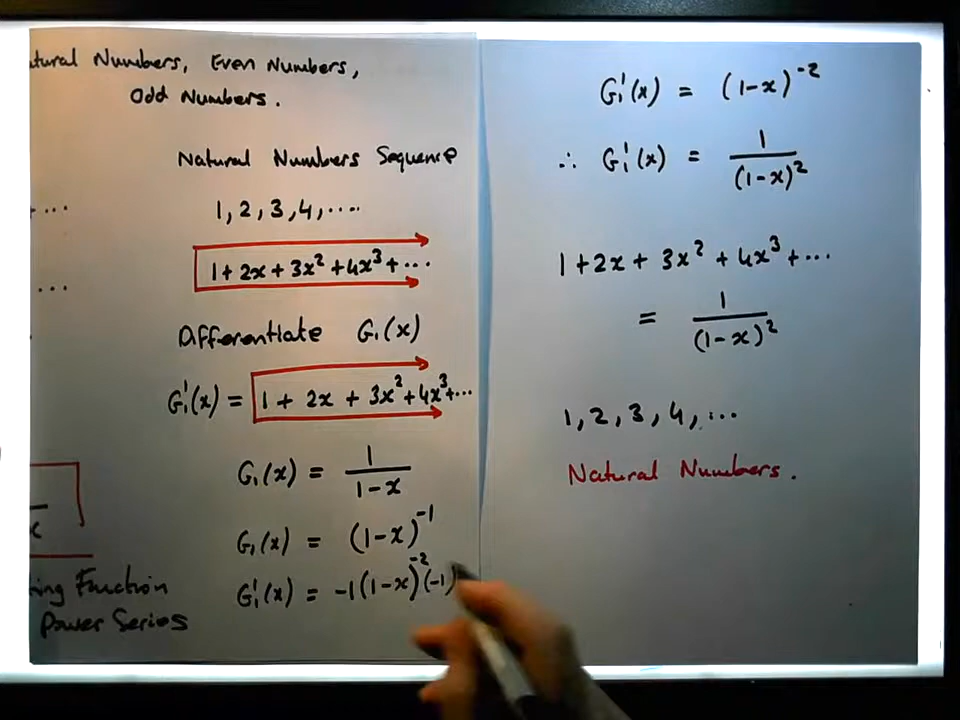 Numbers, Even Numbers,
Odd Numbers.
Natural Numbers Sequence
1, 2, 3, 4, ....
+ ...
1 + 2x + 3x² + 4x³ + ...
...
Differentiate G₁(x)
G₁'(x) = 1 + 2x + 3x² + 4x³ + ...
G₁(x) = 1/(1-x)
G₁(x) = (1-x)⁻¹
G₁'(x) = -1(1-x)⁻²(-1)
Function
Power Series
G₁'(x) = (1-x)⁻²
∴ G₁'(x) = 1/(1-x)²
1 + 2x + 3x² + 4x³ + ...
= 1/(1-x)²
1, 2, 3, 4, ...
Natural Numbers.